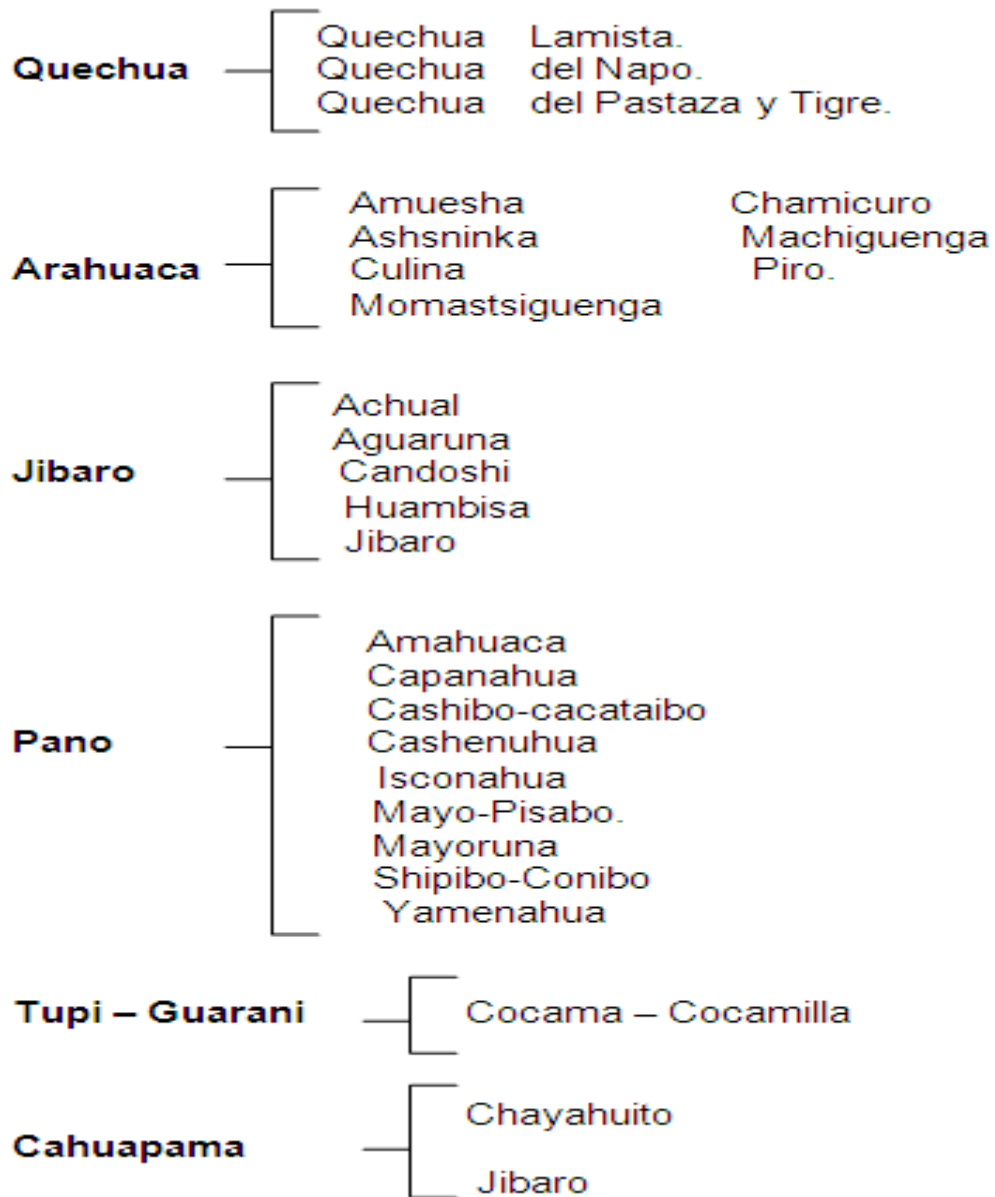 Quechua
Quechua Lamista.
Quechua del Napo.
Quechua del Pastaza y Tigre.
Arahuaca
Amuesha Chamicuro
Ashsninka Machiguenga
Culina Piro.
Momastsiguenga
Jibaro
Achual
Aguaruna
Candoshi
Huambisa
Jibaro
Pano
Amahuaca
Capanahua
Cashibo-cacataibo
Cashenuhua
Isconahua
Mayo-Pisabo.
Mayoruna
Shipibo-Conibo
Yamenahua
Tupi – Guarani
Cocama – Cocamilla
Cahuapama
Chayahuito
Jibaro